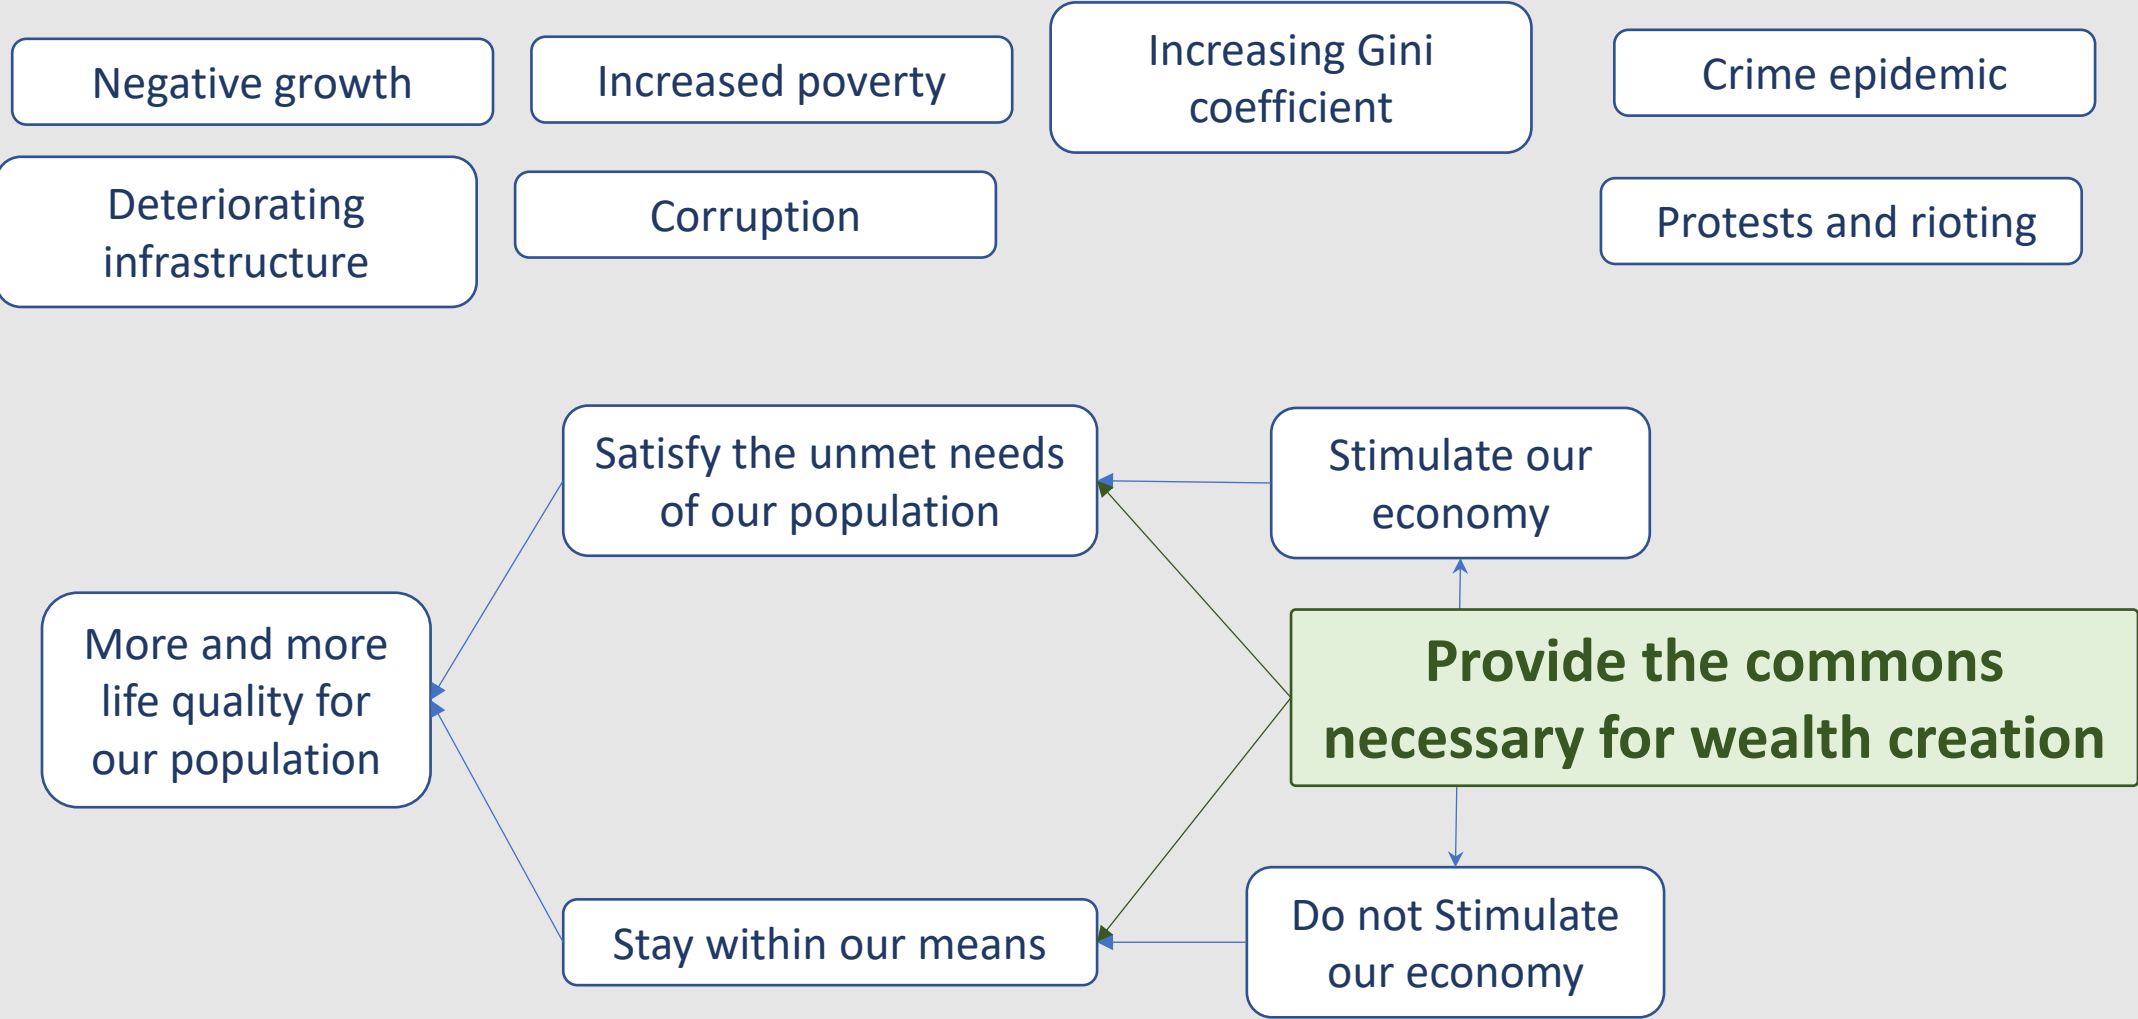 Negative growth
Increased poverty
Increasing Gini
coefficient
Crime epidemic
Deteriorating
infrastructure
Corruption
Protests and rioting
Satisfy the unmet needs
of our population
Stimulate our
economy
More and more
life quality for
our population
Provide the commons
necessary for wealth creation
Stay within our means
Do not Stimulate
our economy